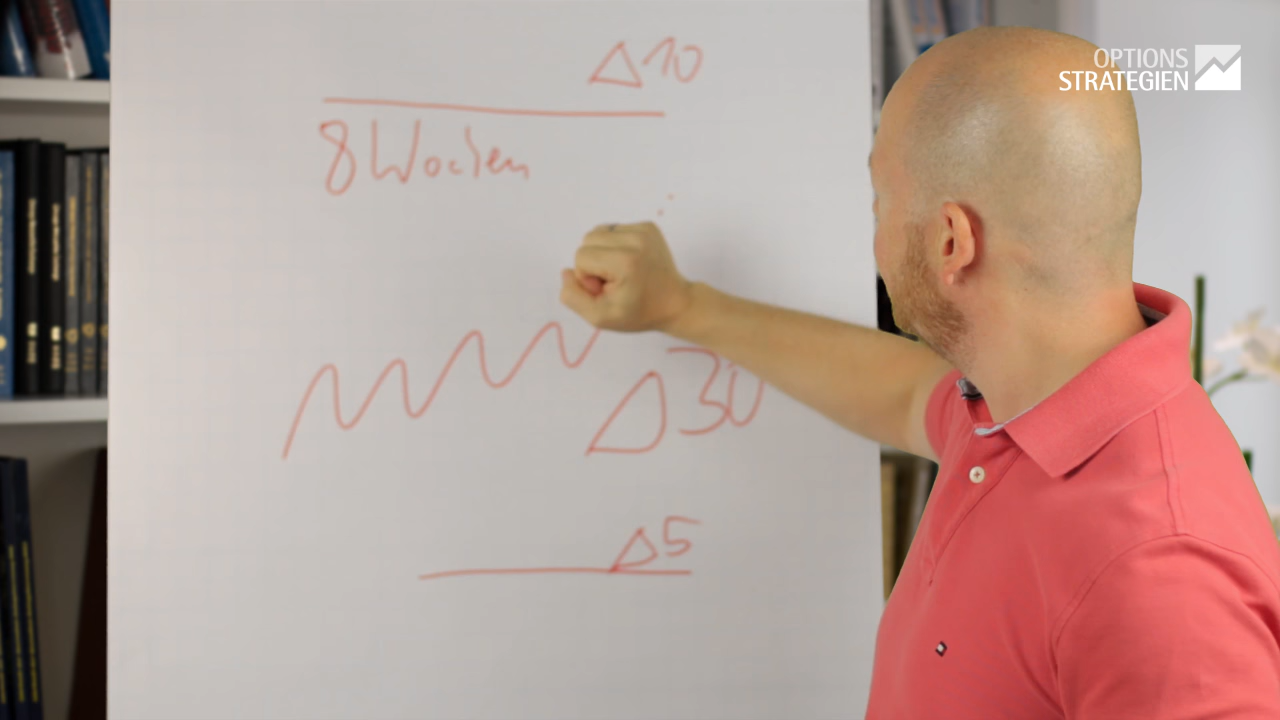 Δ10
8 Wochen
Δ30
Δ5
OPTIONS
STRATEGIEN